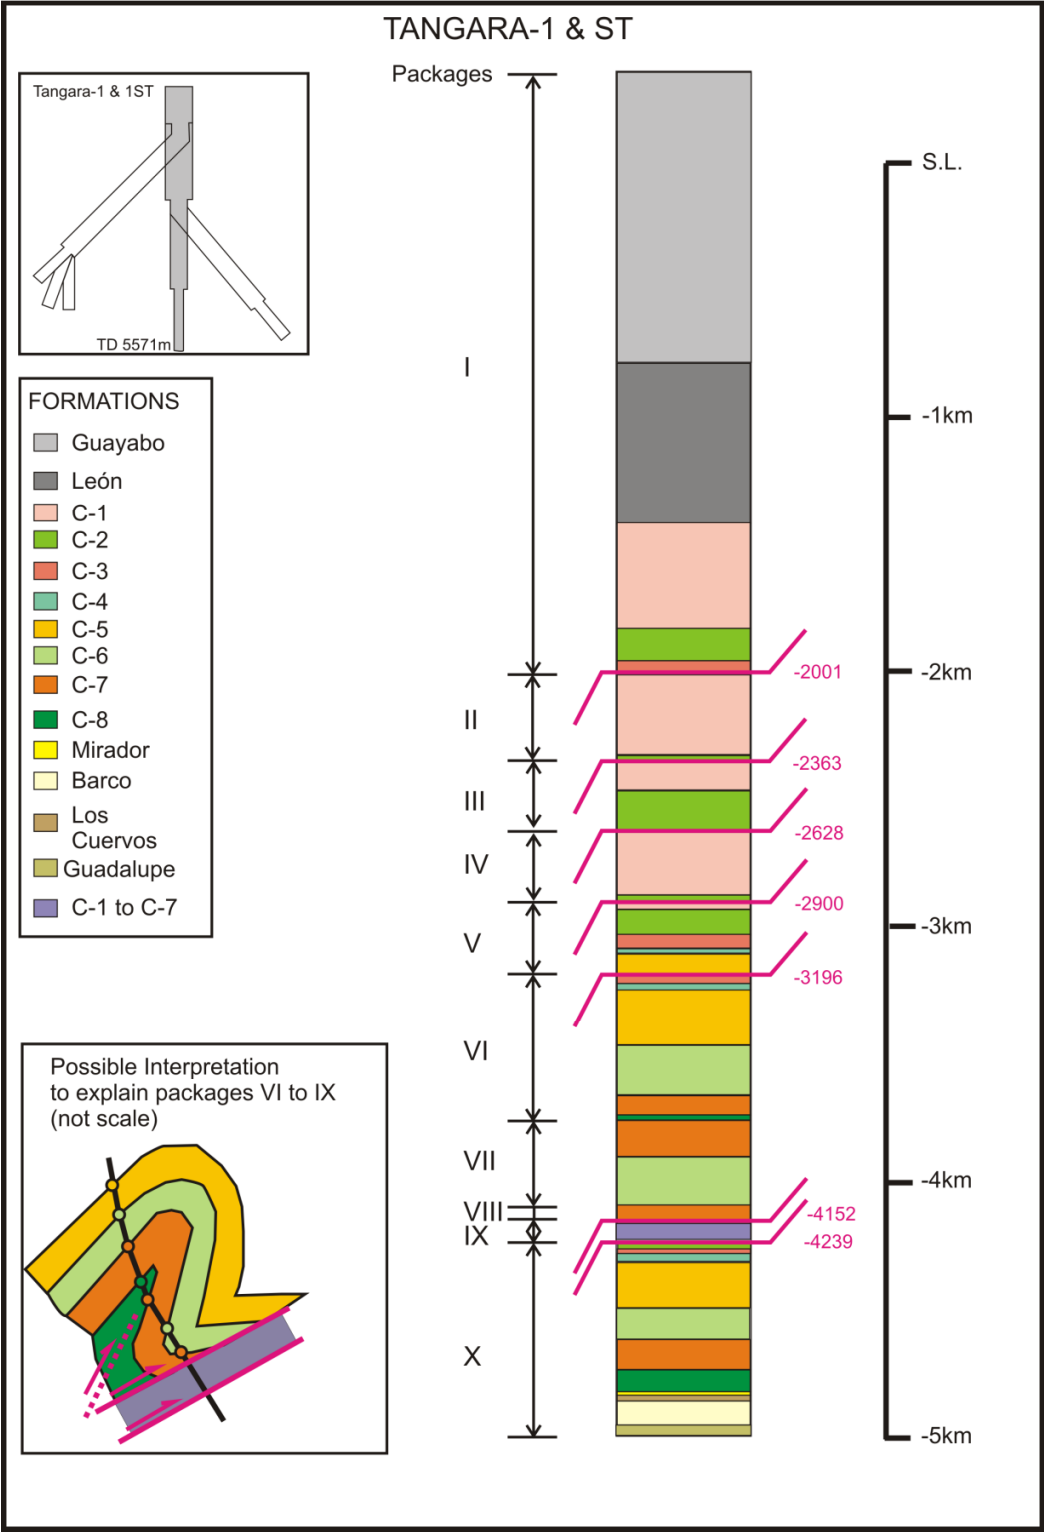 TANGARA-1 & ST
Packages
Tangara-1 & 1ST
TD 5571m
FORMATIONS
Guayabo
León
C-1
C-2
C-3
C-4
C-5
C-6
C-7
C-8
Mirador
Barco
Los
Cuervos
Guadalupe
C-1 to C-7
Possible Interpretation
to explain packages VI to IX
(not scale)
I
II
III
IV
V
VI
VII
VIII
IX
X
-2001
-2363
-2628
-2900
-3196
-4152
-4239
S.L.
-1km
-2km
-3km
-4km
-5km